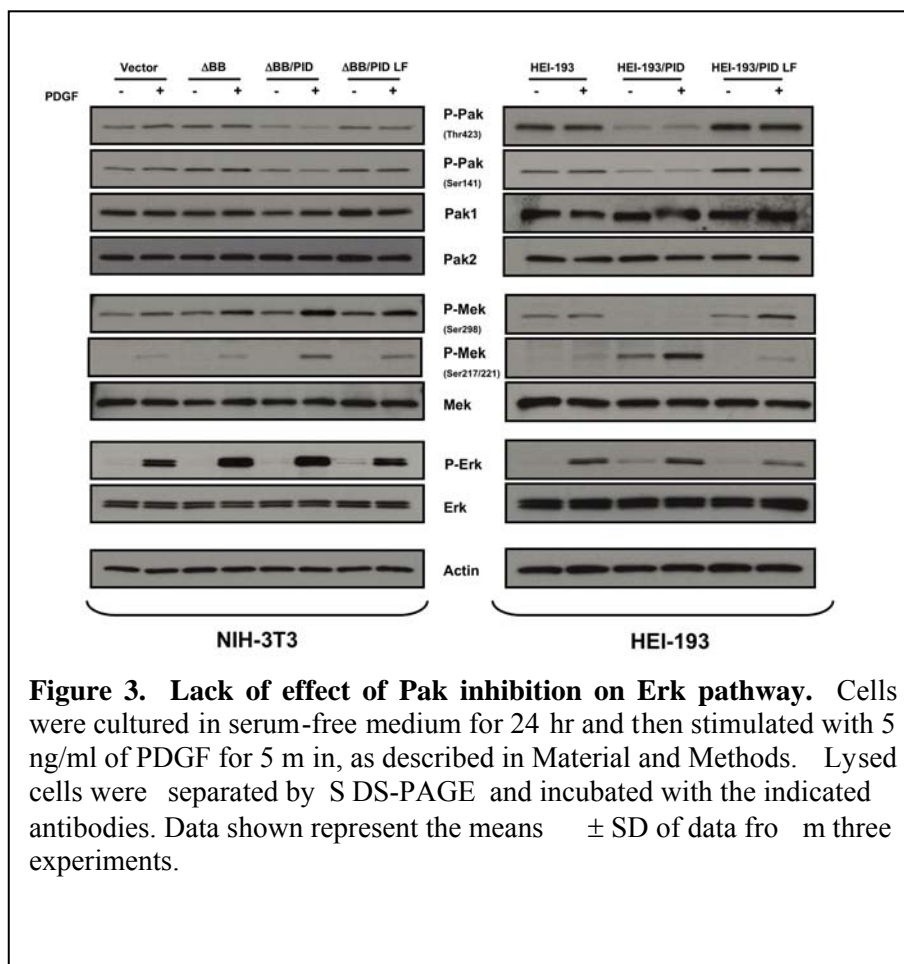 Vector ΔBB ΔBB/PID ΔBB/PID LF HEI-193 HEI-193/PID HEI-193/PID LF
PDGF - + - + - + - + - + - + - +
P-Pak
(Thr423)
P-Pak
(Ser141)
Pak1
Pak2
P-Mek
(Ser298)
P-Mek
(Ser217/221)
Mek
P-Erk
Erk
Actin
NIH-3T3 HEI-193
Figure 3. Lack of effect of Pak inhibition on Erk pathway. Cells
were cultured in serum-free medium for 24 hr and then stimulated with 5
ng/ml of PDGF for 5 m in, as described in Material and Methods. Lysed
cells were separated by S DS-PAGE and incubated with the indicated
antibodies. Data shown represent the means ± SD of data fro m three
experiments.